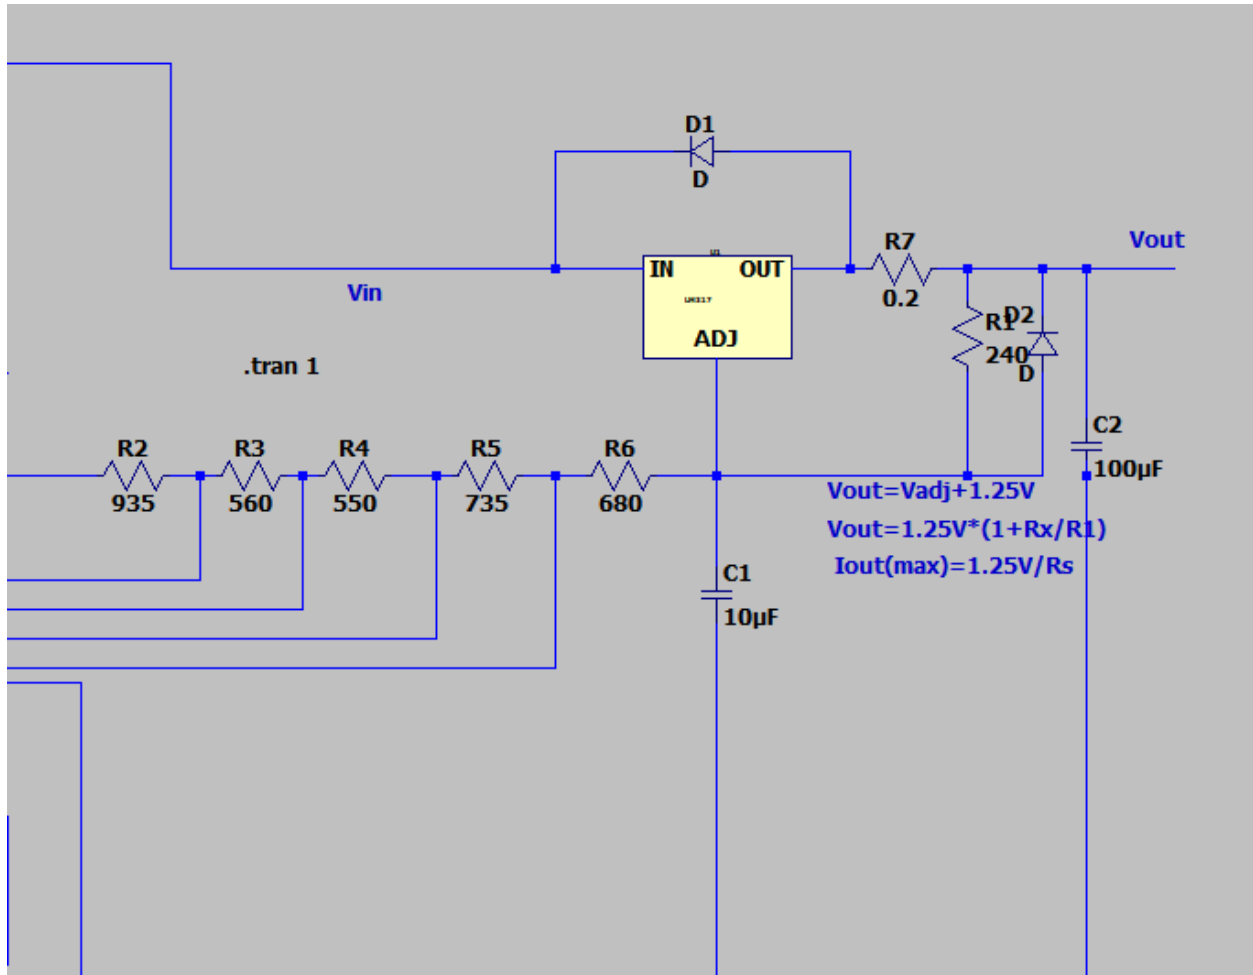 D1
D
R7
0.2
Vout
U1
IN
OUT
LM317
ADJ
Vin
R1
240
D2
D
.tran 1
R2
935
R3
560
R4
550
R5
735
R6
680
C2
100µF
Vout=Vadj+1.25V
Vout=1.25V*(1+Rx/R1)
Iout(max)=1.25V/Rs
C1
10µF